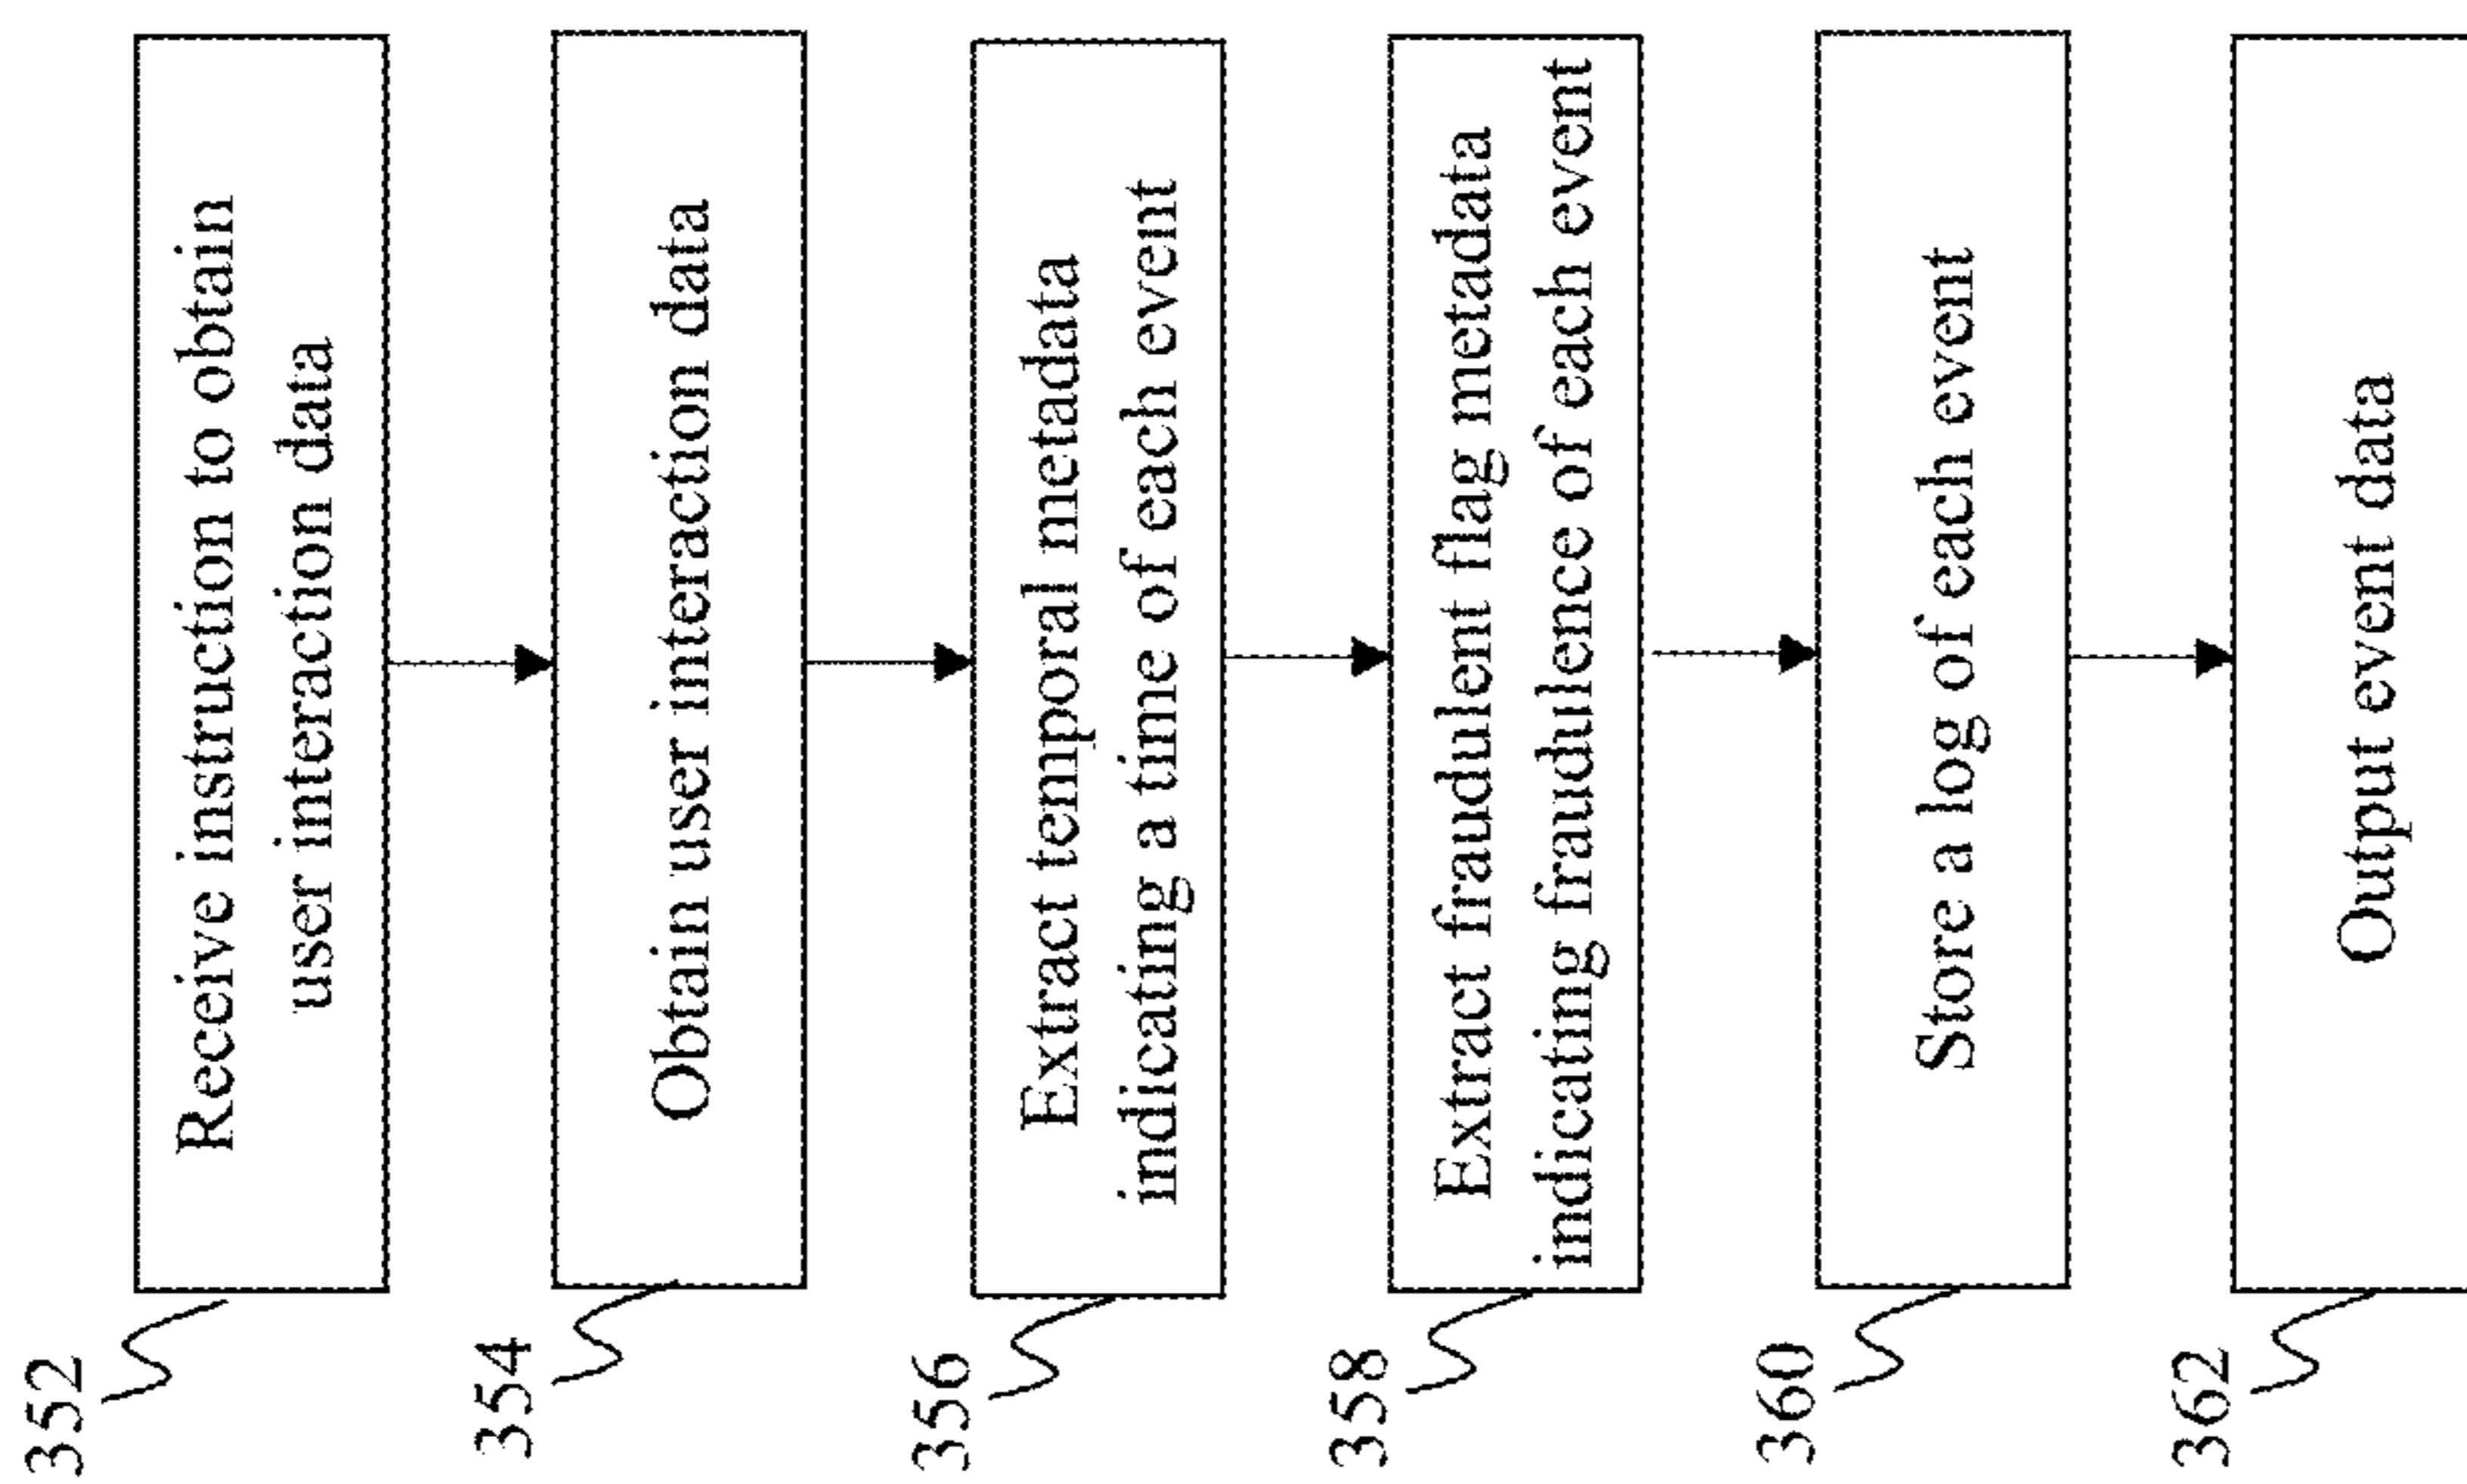 352
Receive instruction to obtain
user interaction data
354
Obtain user interaction data
356
Extract temporal metadata
indicating a time of each event
358
Extract fraudulent flag metadata
indicating fraudulence of each event
360
Store a log of each event
362
Output event data